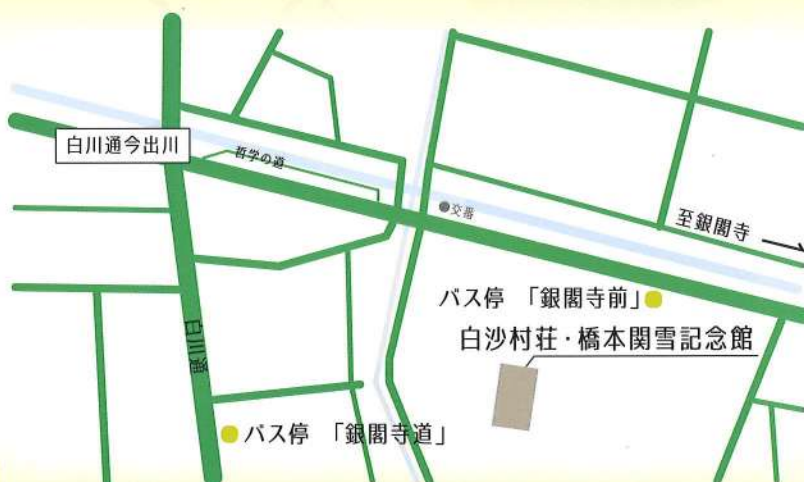 白川通今出川
哲学の道
●交番
至銀閣寺
バス停 「銀閣寺前」
白沙村荘・橋本関雪記念館
白川通
バス停 「銀閣寺道」